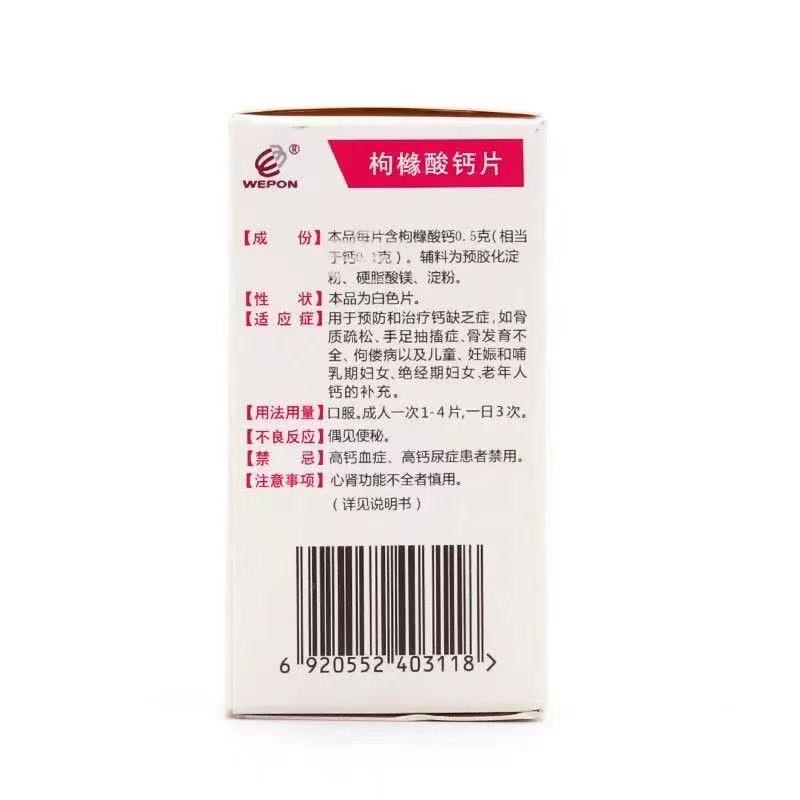 WEPON®
枸橼酸钙片
【成 份】本品每片含枸橼酸钙0.5克(相当
于钙0.1克)。辅料为预胶化淀
粉、硬脂酸镁、淀粉。
【性 状】本品为白色片。
【适应症】用于预防和治疗钙缺乏症,如骨
质疏松、手足抽搐症、骨发育不
全、佝偻病以及儿童、妊娠和哺
乳期妇女、绝经期妇女、老年人
钙的补充。
【用法用量】口服。成人一次1-4片,一日3次。
【不良反应】偶见便秘。
【禁 忌】高钙血症、高钙尿症患者禁用。
【注意事项】心肾功能不全者慎用。
(详见说明书)
6 920552 403118 >